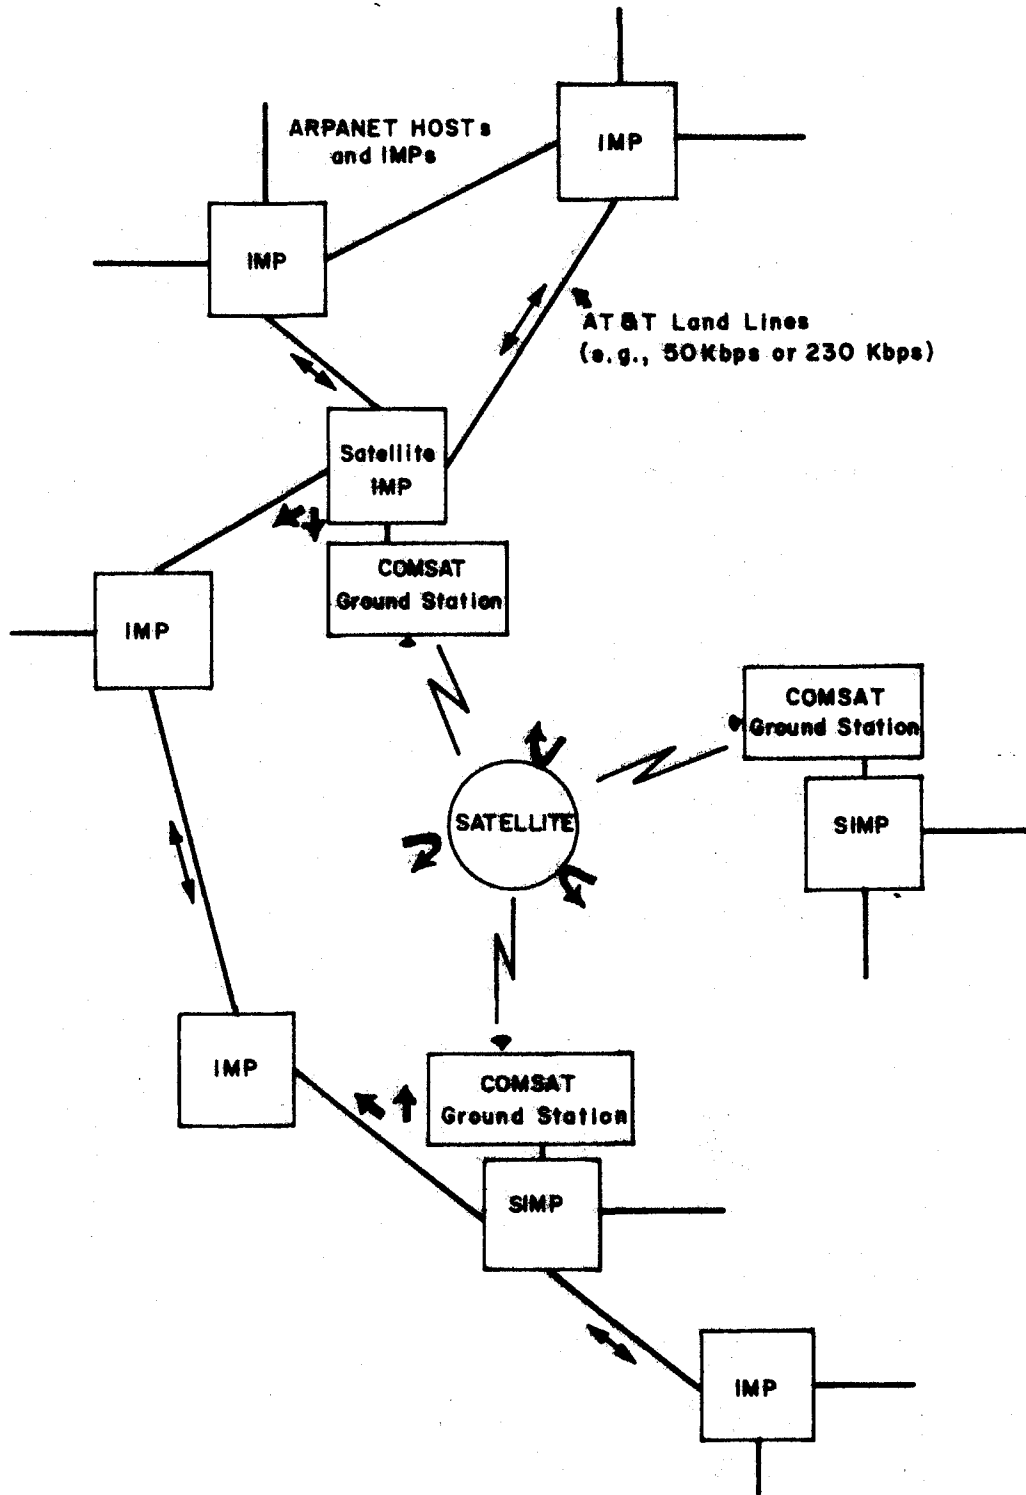 ARPANET HOSTs
and IMPs
IMP
IMP
AT&T Land Lines
(e.g., 50Kbps or 230 Kbps)
Satellite
IMP
COMSAT
Ground Station
IMP
COMSAT
Ground Station
SATELLITE
SIMP
IMP
COMSAT
Ground Station
SIMP
IMP